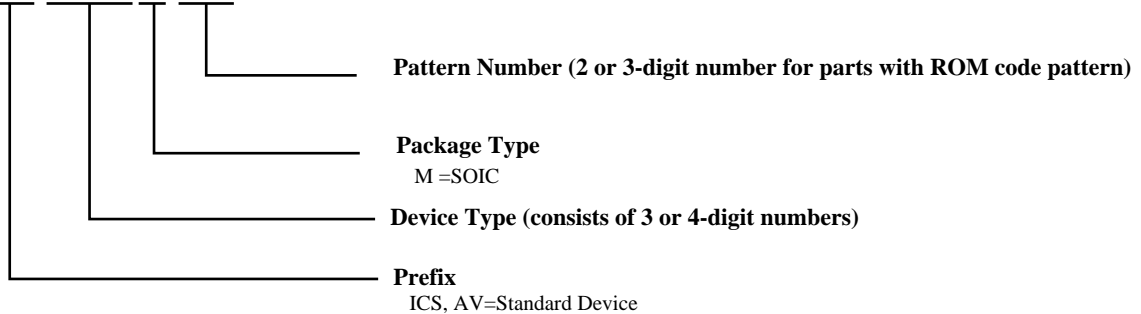 Pattern Number (2 or 3-digit number for parts with ROM code pattern)
Package Type
M =SOIC
Device Type (consists of 3 or 4-digit numbers)
Prefix
ICS, AV=Standard Device